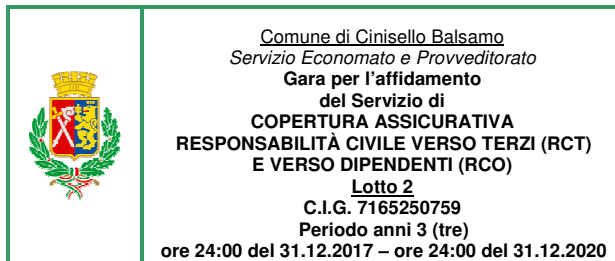 Comune di Cinisello Balsamo
Servizio Economato e Provveditorato
Gara per l'affidamento
del Servizio di
COPERTURA ASSICURATIVA
RESPONSABILITÀ CIVILE VERSO TERZI (RCT)
E VERSO DIPENDENTI (RCO)
Lotto 2
C.I.G. 7165250759
Periodo anni 3 (tre)
ore 24:00 del 31.12.2017 – ore 24:00 del 31.12.2020